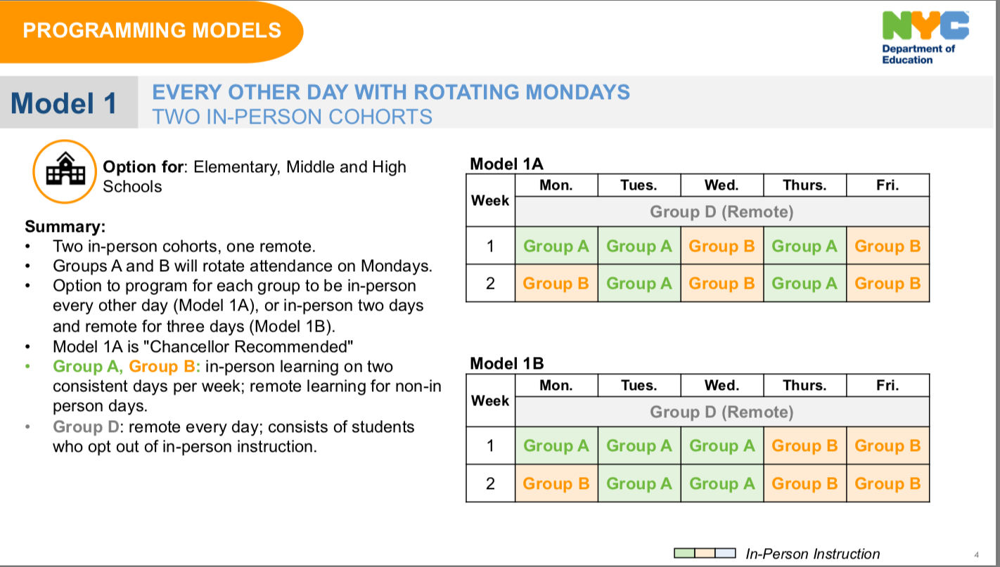 PROGRAMMING MODELS
NYC
Department of
Education
Model 1
EVERY OTHER DAY WITH ROTATING MONDAYS
TWO IN-PERSON COHORTS
Option for: Elementary, Middle and High
Schools
Summary:
• Two in-person cohorts, one remote.
• Groups A and B will rotate attendance on Mondays.
• Option to program for each group to be in-person
every other day (Model 1A), or in-person two days
and remote for three days (Model 1B).
• Model 1A is "Chancellor Recommended"
• Group A, Group B: in-person learning on two
consistent days per week; remote learning for non-in
person days.
• Group D: remote every day; consists of students
who opt out of in-person instruction.
Model 1A
Week Mon. Tues. Wed. Thurs. Fri.
Group D (Remote)
1 Group A Group A Group B Group A Group B
2 Group B Group A Group B Group A Group B
Model 1B
Week Mon. Tues. Wed. Thurs. Fri.
Group D (Remote)
1 Group A Group A Group A Group B Group B
2 Group B Group A Group A Group B Group B
In-Person Instruction
4